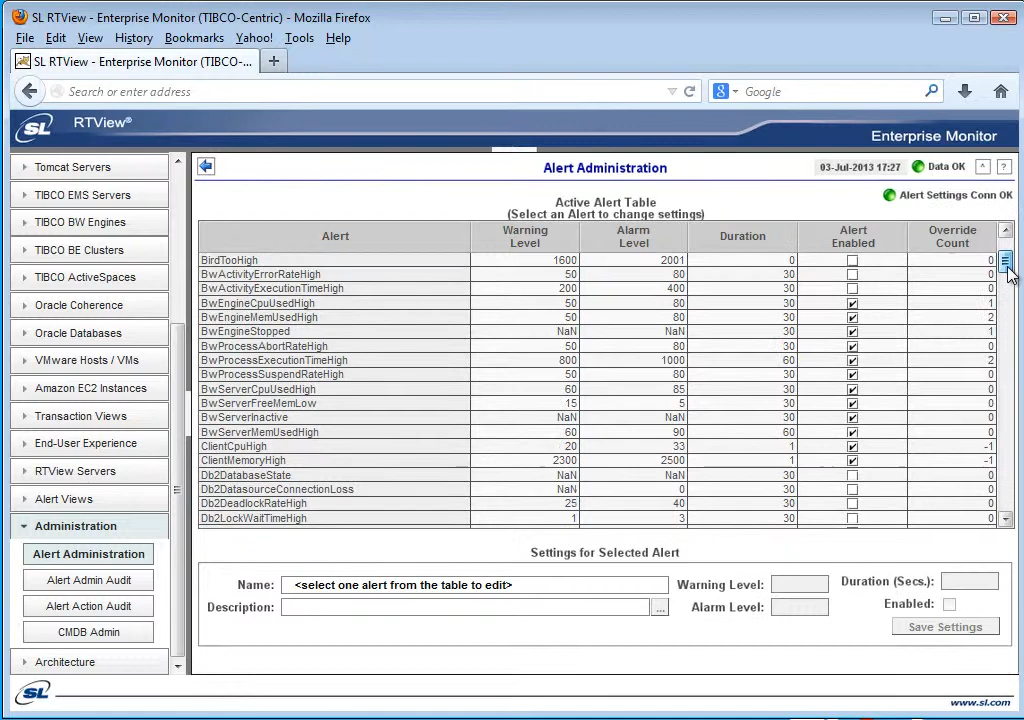 SL RTView - Enterprise Monitor (TIBCO-Centric) - Mozilla Firefox
File Edit View History Bookmarks Yahoo! Tools Help
SL RTView - Enterprise Monitor (TIBCO-... +
Search or enter address
Google
SL RTView®
Enterprise Monitor
Tomcat Servers
TIBCO EMS Servers
TIBCO BW Engines
TIBCO BE Clusters
TIBCO ActiveSpaces
Oracle Coherence
Oracle Databases
VMware Hosts / VMs
Amazon EC2 Instances
Transaction Views
End-User Experience
RTView Servers
Alert Views
Administration
Alert Administration
Alert Admin Audit
Alert Action Audit
CMDB Admin
Architecture
Alert Administration 03-Jul-2013 17:27 Data OK ^ ?
Alert Settings Conn OK
Active Alert Table
(Select an Alert to change settings)
Alert Warning Level Alarm Level Duration Alert Enabled Override Count
BirdTooHigh 1600 2001 0 0
BwActivityErrorRateHigh 50 80 30 0
BwActivityExecutionTimeHigh 200 400 30 0
BwEngineCpuUsedHigh 50 80 30 1
BwEngineMemUsedHigh 50 80 30 2
BwEngineStopped NaN NaN 30 1
BwProcessAbortRateHigh 50 80 30 0
BwProcessExecutionTimeHigh 800 1000 60 2
BwProcessSuspendRateHigh 50 80 30 0
BwServerCpuUsedHigh 60 85 30 0
BwServerFreeMemLow 15 5 30 0
BwServerInactive NaN NaN 30 0
BwServerMemUsedHigh 60 90 60 0
ClientCpuHigh 20 33 1 -1
ClientMemoryHigh 2300 2500 1 -1
Db2DatabaseState NaN NaN 30 0
Db2DatasourceConnectionLoss NaN 0 30 0
Db2DeadlockRateHigh 25 40 30 0
Db2LockWaitTimeHigh 1 3 30 0
Settings for Selected Alert
Name: <select one alert from the table to edit> Warning Level: Duration (Secs.):
Description: ... Alarm Level: Enabled:
Save Settings
SL
www.sl.com